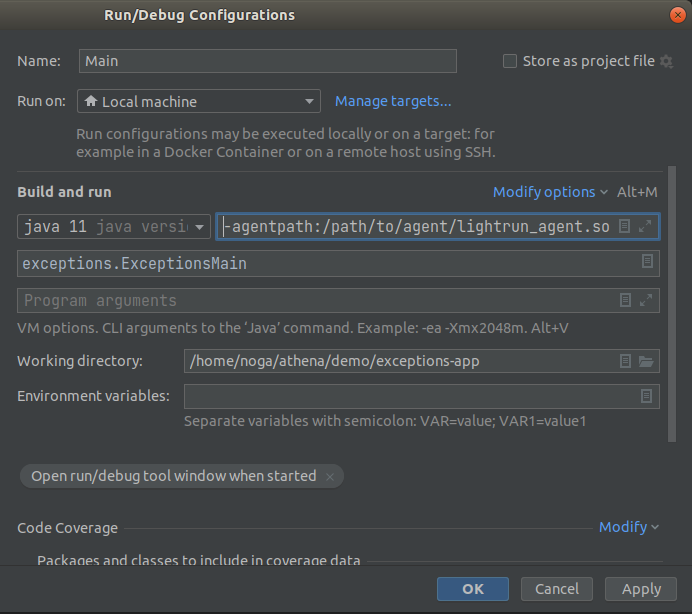 Run/Debug Configurations
Name: Main Store as project file
Run on: Local machine Manage targets...
Run configurations may be executed locally or on a target: for
example in a Docker Container or on a remote host using SSH.
Build and run Modify options Alt+M
java 11 java versi -agentpath:/path/to/agent/lightrun_agent.so
exceptions.ExceptionsMain
Program arguments
VM options. CLI arguments to the ‘Java’ command. Example: -ea -Xmx2048m. Alt+V
Working directory: /home/noga/athena/demo/exceptions-app
Environment variables:
Separate variables with semicolon: VAR=value; VAR1=value1
Open run/debug tool window when started
Code Coverage Modify
Packages and classes to include in coverage data
OK Cancel Apply